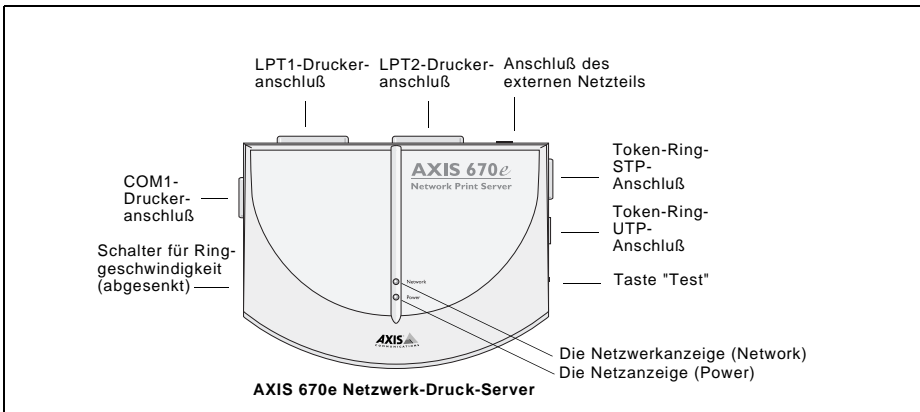 LPT1-Drucker-
anschluß
LPT2-Drucker-
anschluß
Anschluß des
externen Netzteils
AXIS 670e
Network Print Server
Token-Ring-
STP-
Anschluß
COM1-
Drucker-
anschluß
Token-Ring-
UTP-
Anschluß
Schalter für Ring-
geschwindigkeit
(abgesenkt)
Taste "Test"
Network
Power
AXIS
COMMUNICATIONS
Die Netzwerkanzeige (Network)
Die Netzanzeige (Power)
AXIS 670e Netzwerk-Druck-Server